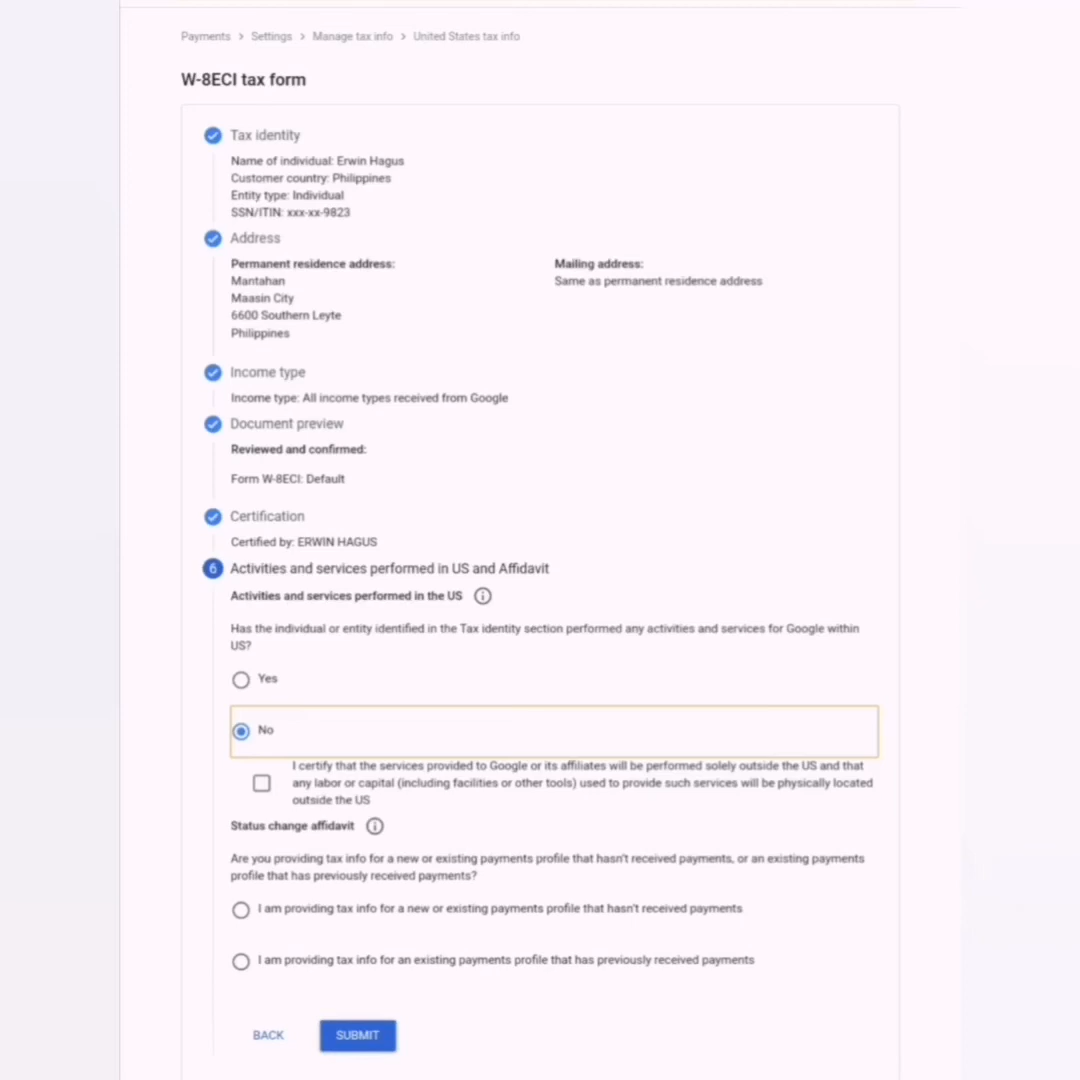 Payments > Settings > Manage tax info > United States tax info
W-8ECI tax form
Tax identity
Name of individual: Erwin Hagus
Customer country: Philippines
Entity type: Individual
SSN/ITIN: xxx-xx-9823
Address
Permanent residence address:
Mantahan
Maasin City
6600 Southern Leyte
Philippines
Mailing address:
Same as permanent residence address
Income type
Income type: All income types received from Google
Document preview
Reviewed and confirmed:
Form W-8ECI: Default
Certification
Certified by: ERWIN HAGUS
6 Activities and services performed in US and Affidavit
Activities and services performed in the US
Has the individual or entity identified in the Tax identity section performed any activities and services for Google within
US?
Yes
No
I certify that the services provided to Google or its affiliates will be performed solely outside the US and that
any labor or capital (including facilities or other tools) used to provide such services will be physically located
outside the US
Status change affidavit
Are you providing tax info for a new or existing payments profile that hasn't received payments, or an existing payments
profile that has previously received payments?
I am providing tax info for a new or existing payments profile that hasn't received payments
I am providing tax info for an existing payments profile that has previously received payments
BACK SUBMIT